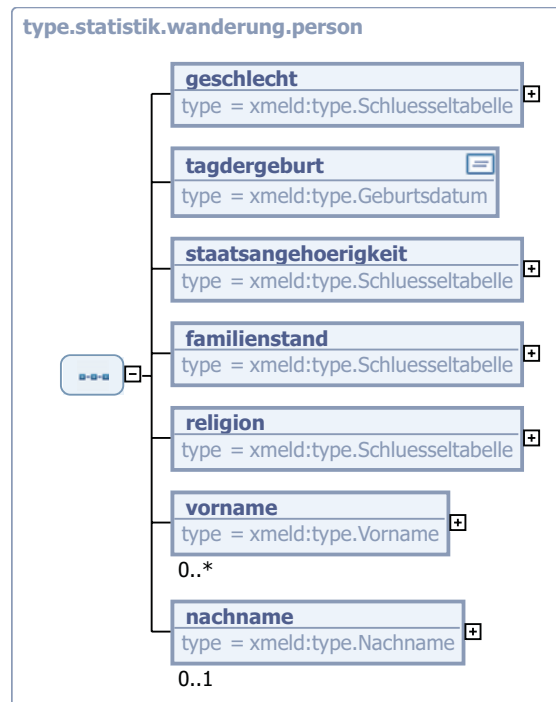 type.statistik.wanderung.person
geschlecht
type = xmeld:type.Schluesseltabelle
tagdergeburt
type = xmeld:type.Geburtsdatum
staatsangehoerigkeit
type = xmeld:type.Schluesseltabelle
familienstand
type = xmeld:type.Schluesseltabelle
religion
type = xmeld:type.Schluesseltabelle
vorname
type = xmeld:type.Vorname
0..*
nachname
type = xmeld:type.Nachname
0..1